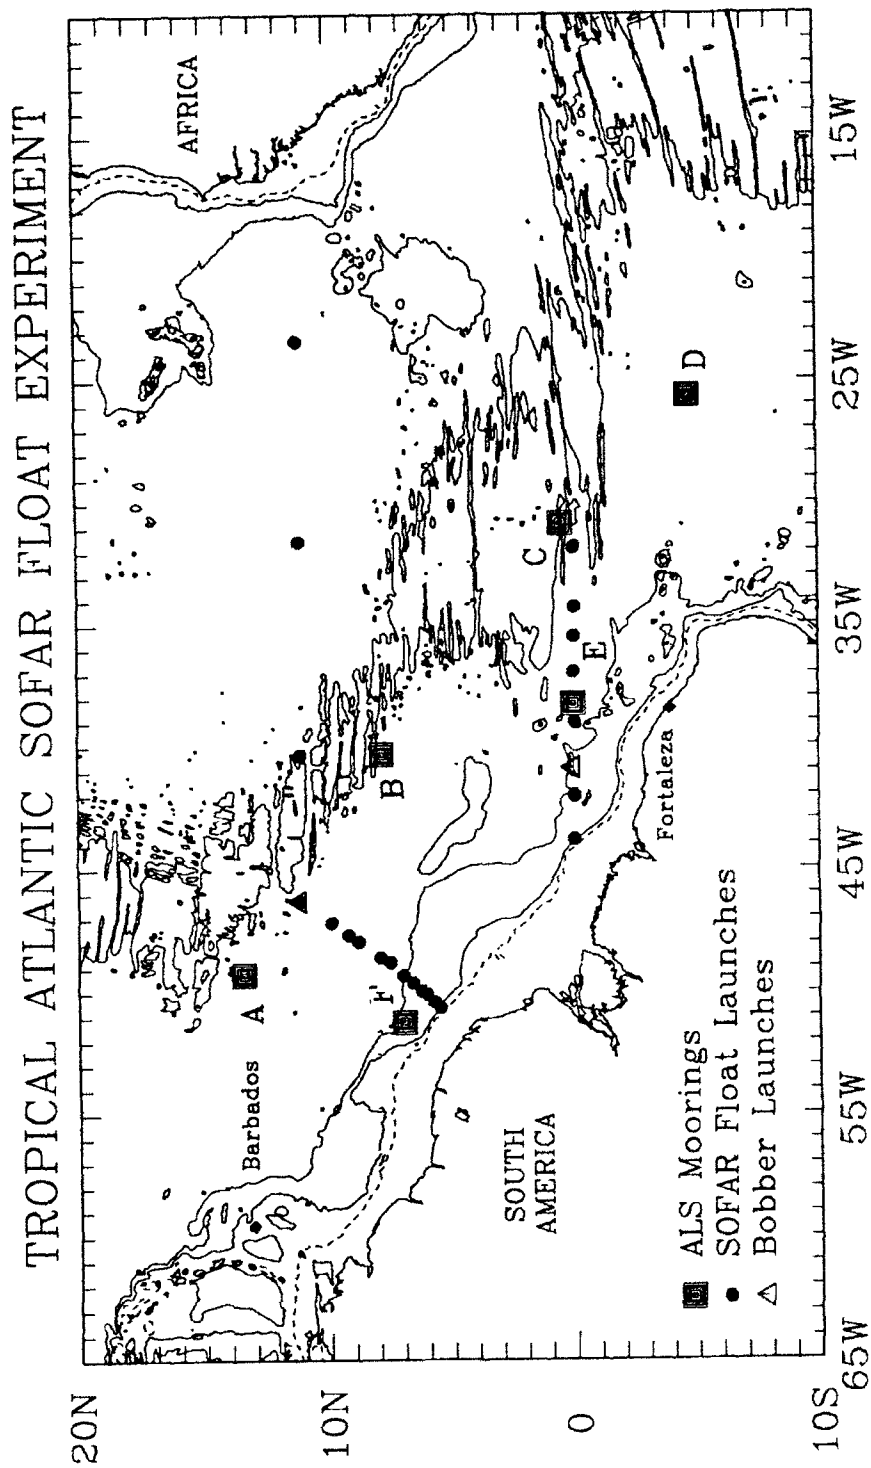 TROPICAL ATLANTIC SOFAR FLOAT EXPERIMENT
20N
10N
0
10S
65W
55W
45W
35W
25W
15W
AFRICA
Barbados
A
B
F
C
E
D
SOUTH
AMERICA
Fortaleza
ALS Moorings
SOFAR Float Launches
Bobber Launches